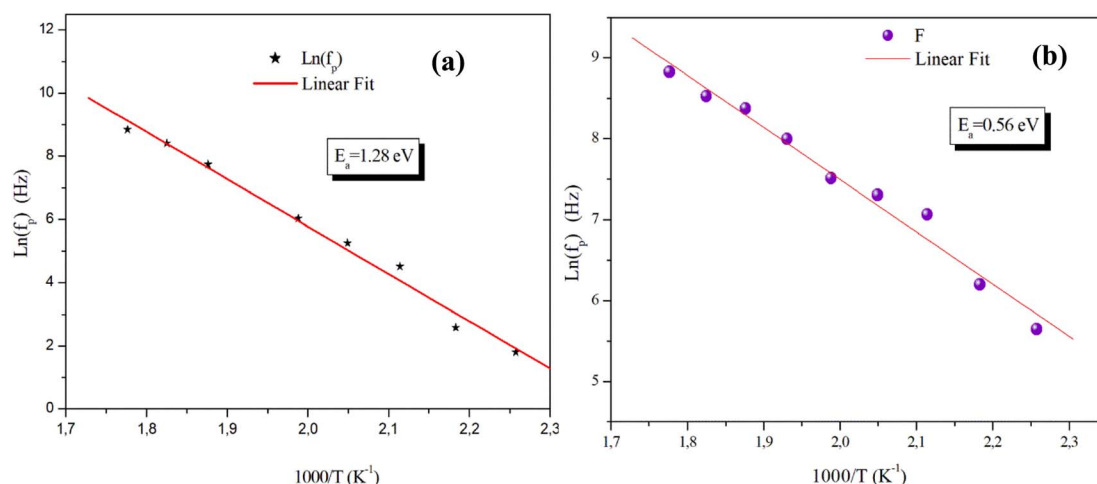 (a)
Ln(fp)
Linear Fit
Ea=1.28 eV
Ln(fp) (Hz)
12
10
8
6
4
2
0
1,7
1,8
1,9
2,0
2,1
2,2
2,3
1000/T (K-1)
(b)
F
Linear Fit
Ea=0.56 eV
Ln(fp) (Hz)
9
8
7
6
5
1,7
1,8
1,9
2,0
2,1
2,2
2,3
1000/T (K-1)